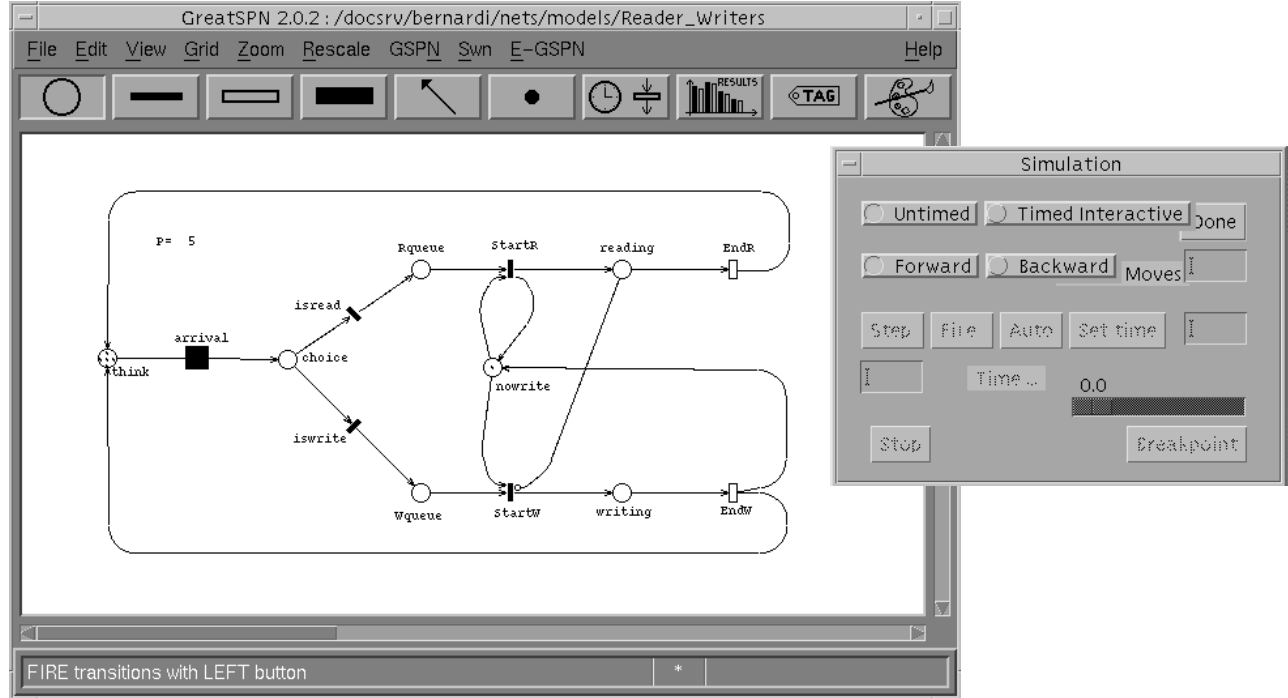 GreatSPN 2.0.2 : /docsrv/bernardi/nets/models/Reader_Writers
File Edit View Grid Zoom Rescale GSPN Swn E-GSPN Help
RESULTS
TAG
P= 5
Rqueue
StartR
reading
EndR
isread
arrival
think
choice
nowrite
iswrite
Wqueue
StartW
writing
EndW
FIRE transitions with LEFT button *
Simulation
Untimed Timed Interactive Done
Forward Backward Moves
Step Fire Auto Set time
Time ..
0.0
Stop Breakpoint